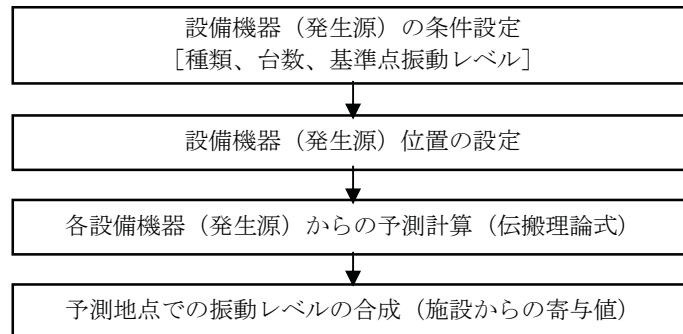 設備機器（発生源）の条件設定
［種類、台数、基準点振動レベル］
設備機器（発生源）位置の設定
各設備機器（発生源）からの予測計算（伝搬理論式）
予測地点での振動レベルの合成（施設からの寄与値）